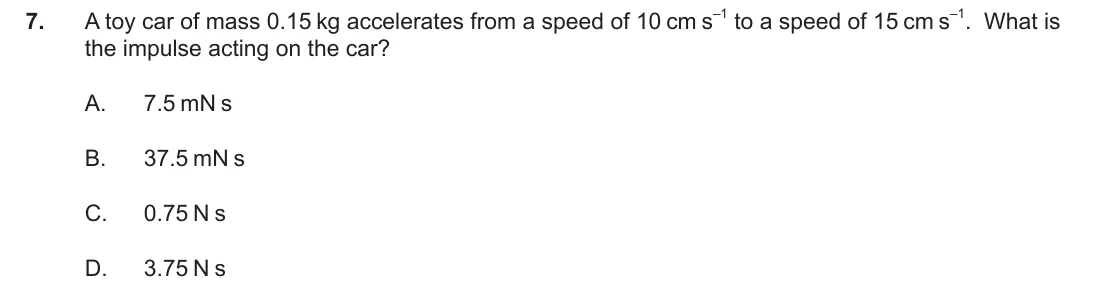 7. A toy car of mass 0.15 kg accelerates from a speed of 10 cm s⁻¹ to a speed of 15 cm s⁻¹. What is
the impulse acting on the car?
A. 7.5 mN s
B. 37.5 mN s
C. 0.75 N s
D. 3.75 N s